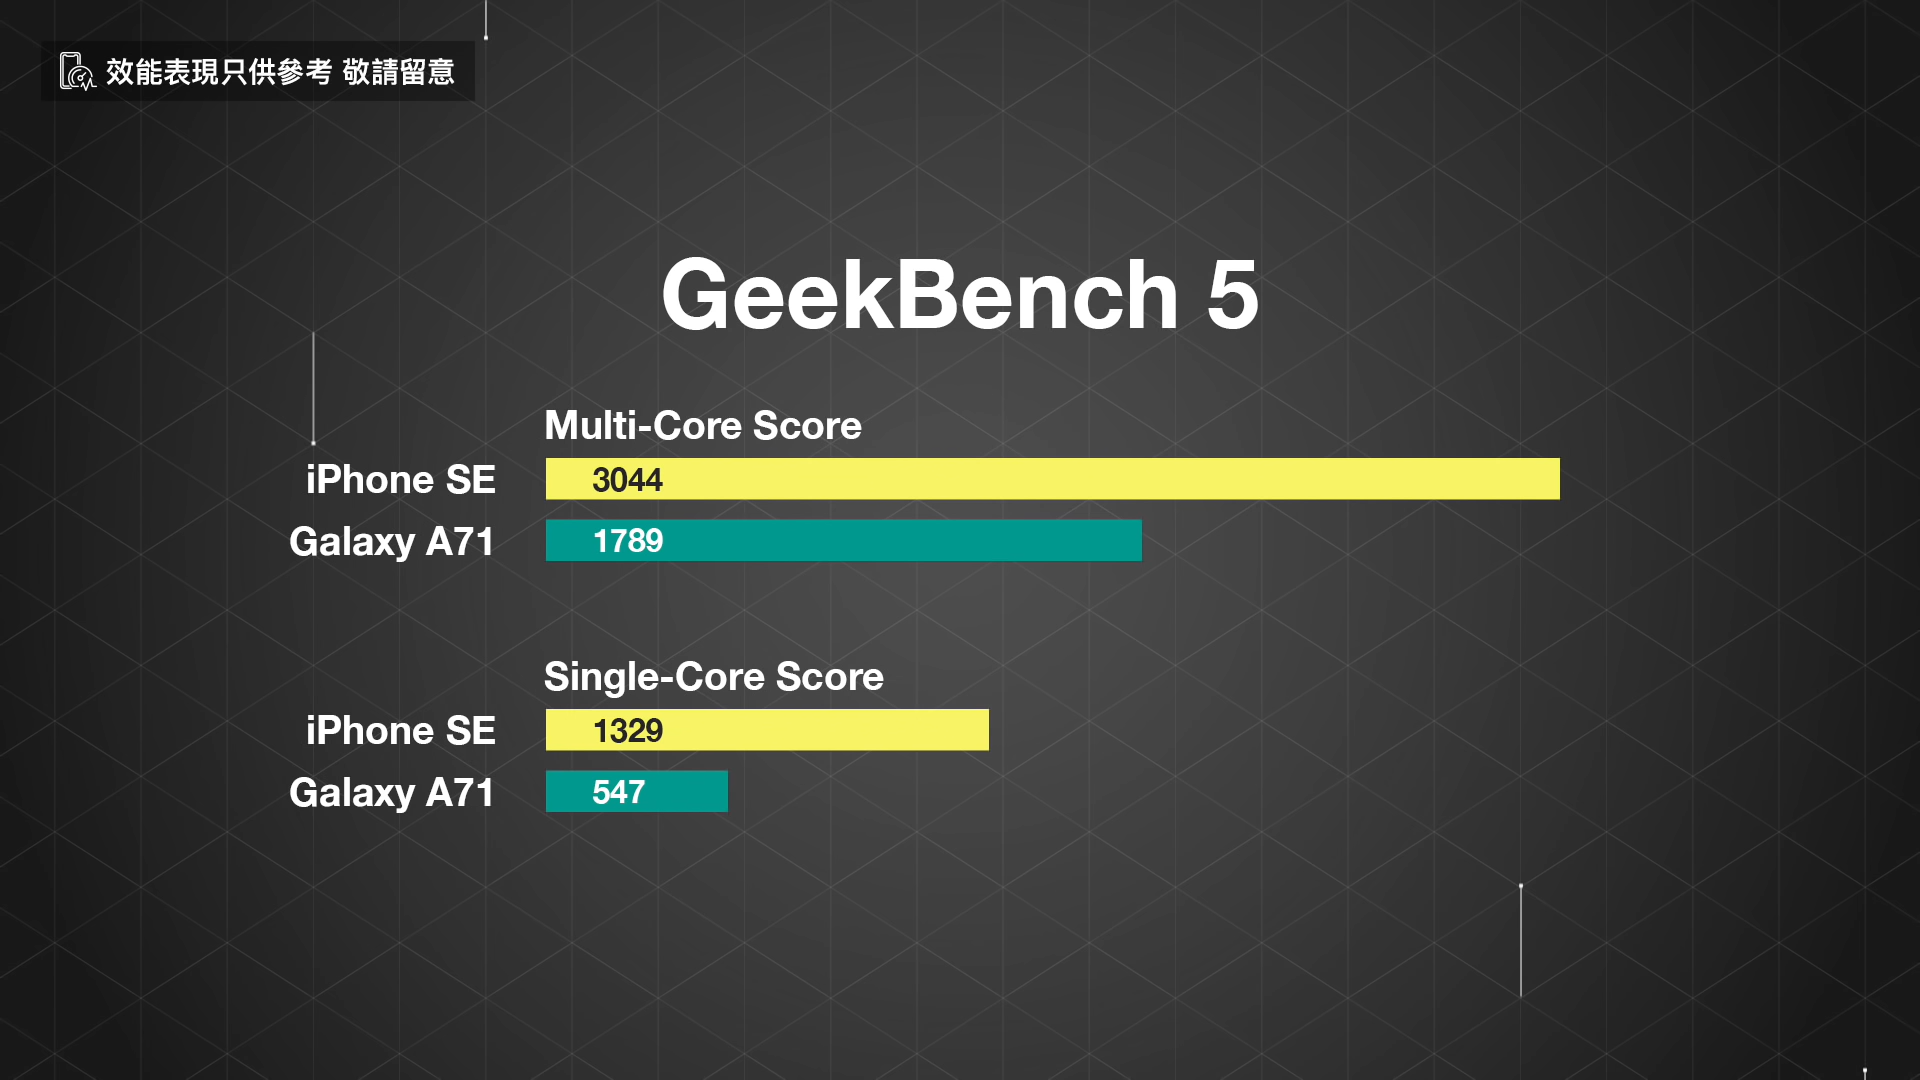 效能表現只供參考 敬請留意
GeekBench 5
Multi-Core Score
iPhone SE 3044
Galaxy A71 1789
Single-Core Score
iPhone SE 1329
Galaxy A71 547